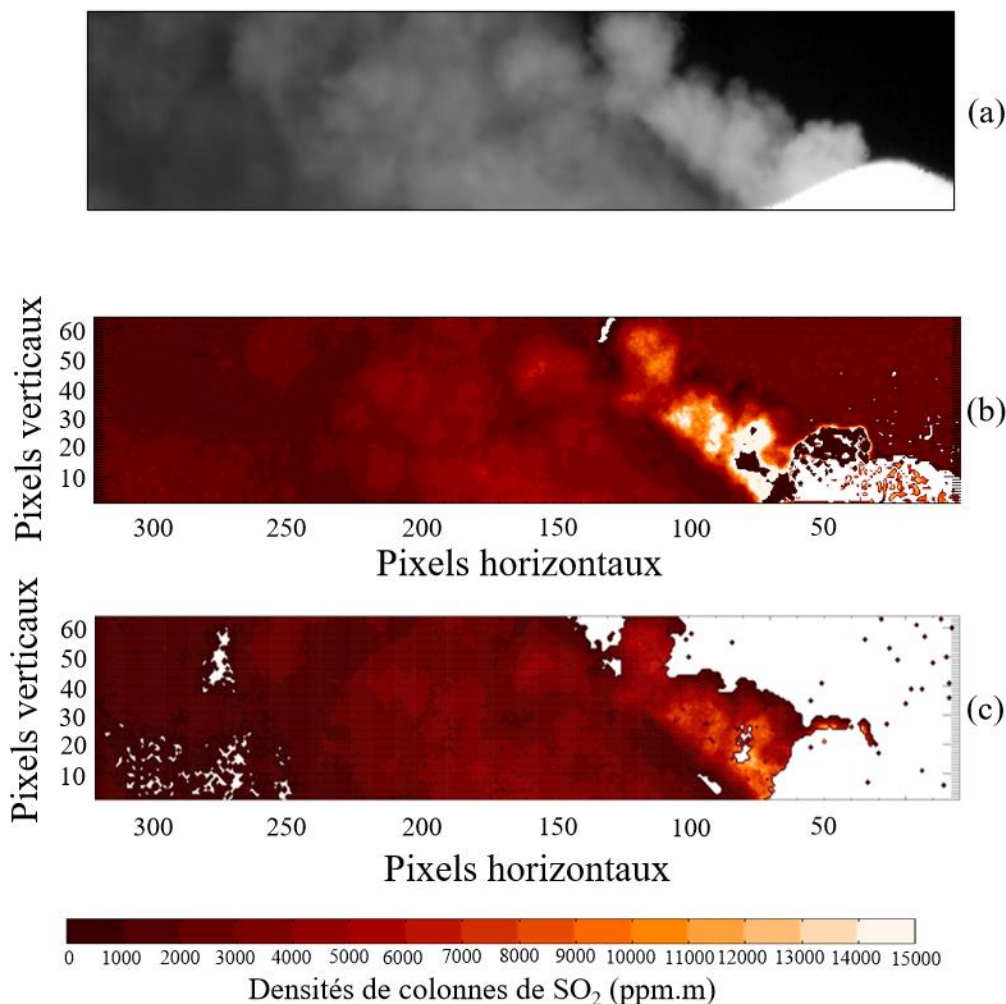 (a)
Pixels verticaux
60
50
40
30
20
10
(b)
300 250 200 150 100 50
Pixels horizontaux
Pixels verticaux
60
50
40
30
20
10
(c)
300 250 200 150 100 50
Pixels horizontaux
0 1000 2000 3000 4000 5000 6000 7000 8000 9000 10000 11000 12000 13000 14000 15000
Densités de colonnes de SO₂ (ppm.m)